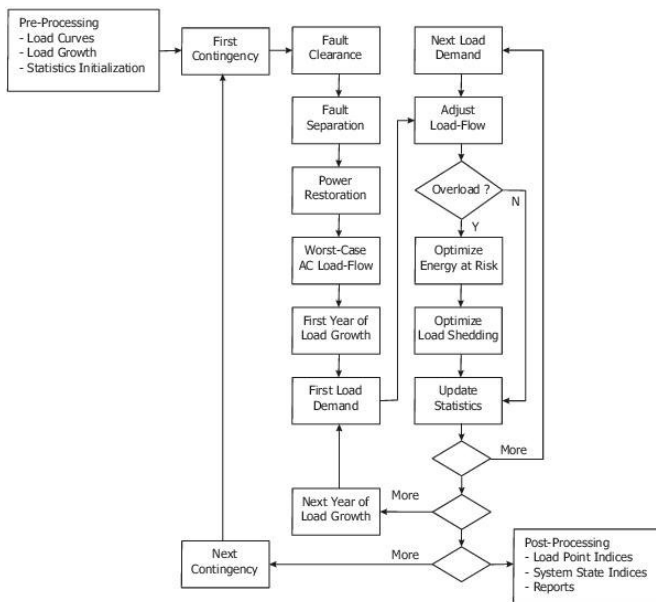 Pre-Processing
- Load Curves
- Load Growth
- Statistics Initialization
First
Contingency
Fault
Clearance
Next Load
Demand
Fault
Separation
Adjust
Load-Flow
Power
Restoration
Overload ?
N
Y
Worst-Case
AC Load-Flow
Optimize
Energy at Risk
First Year of
Load Growth
Optimize
Load Shedding
First Load
Demand
Update
Statistics
More
Next Year of
Load Growth
More
Next
Contingency
More
Post-Processing
- Load Point Indices
- System State Indices
- Reports